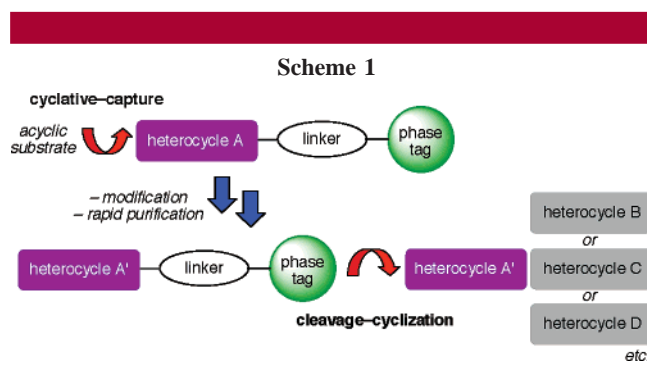 Scheme 1
cyclative–capture
acyclic
substrate
heterocycle A
linker
phase
tag
– modification
– rapid purification
heterocycle A'
linker
phase
tag
heterocycle A'
heterocycle B
or
heterocycle C
or
heterocycle D
cleavage–cyclization
etc